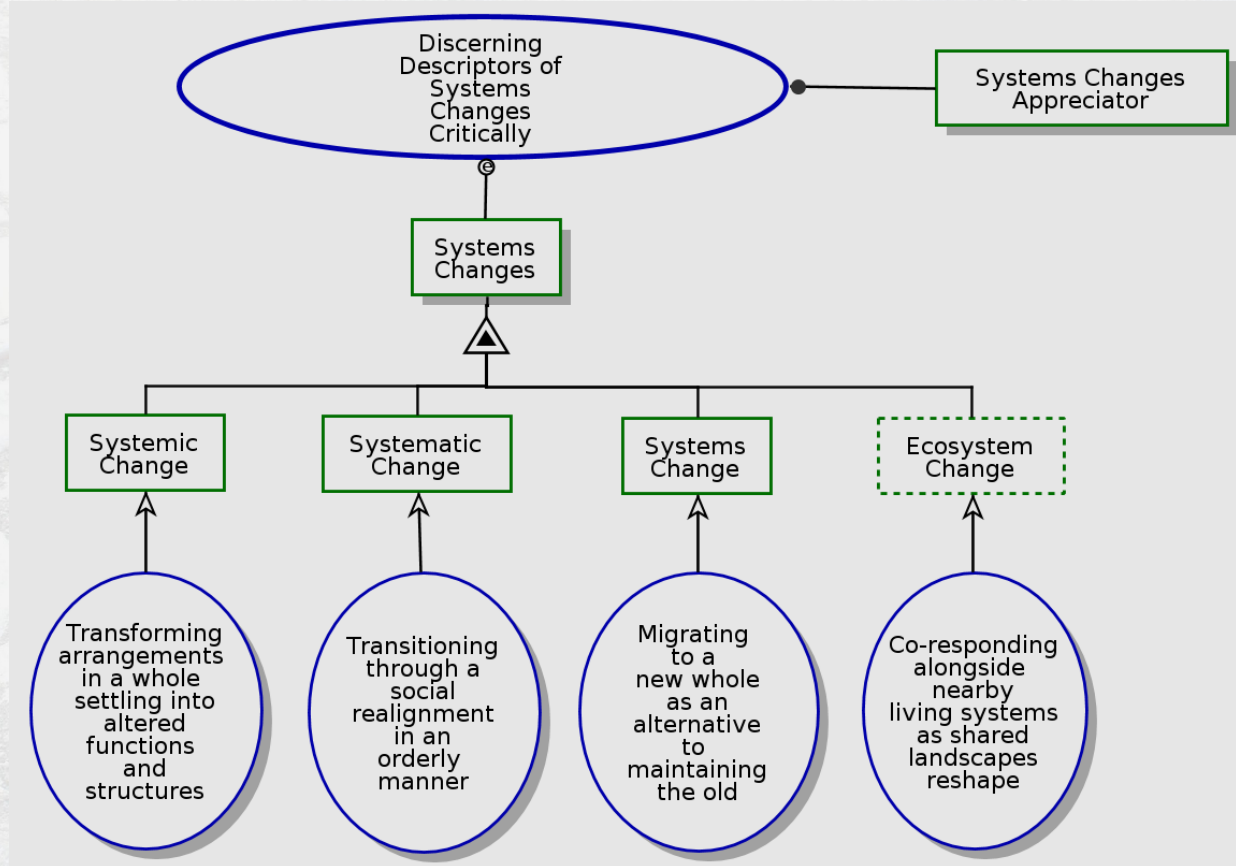 Discerning
Descriptors of
Systems
Changes
Critically
Systems Changes
Appreciator
e
Systems
Changes
Systemic
Change
Systematic
Change
Systems
Change
Ecosystem
Change
Transforming
arrangements
in a whole
settling into
altered
functions
and
structures
Transitioning
through a
social
realignment
in an
orderly
manner
Migrating
to a
new whole
as an
alternative
to
maintaining
the old
Co-responding
alongside
nearby
living systems
as shared
landscapes
reshape